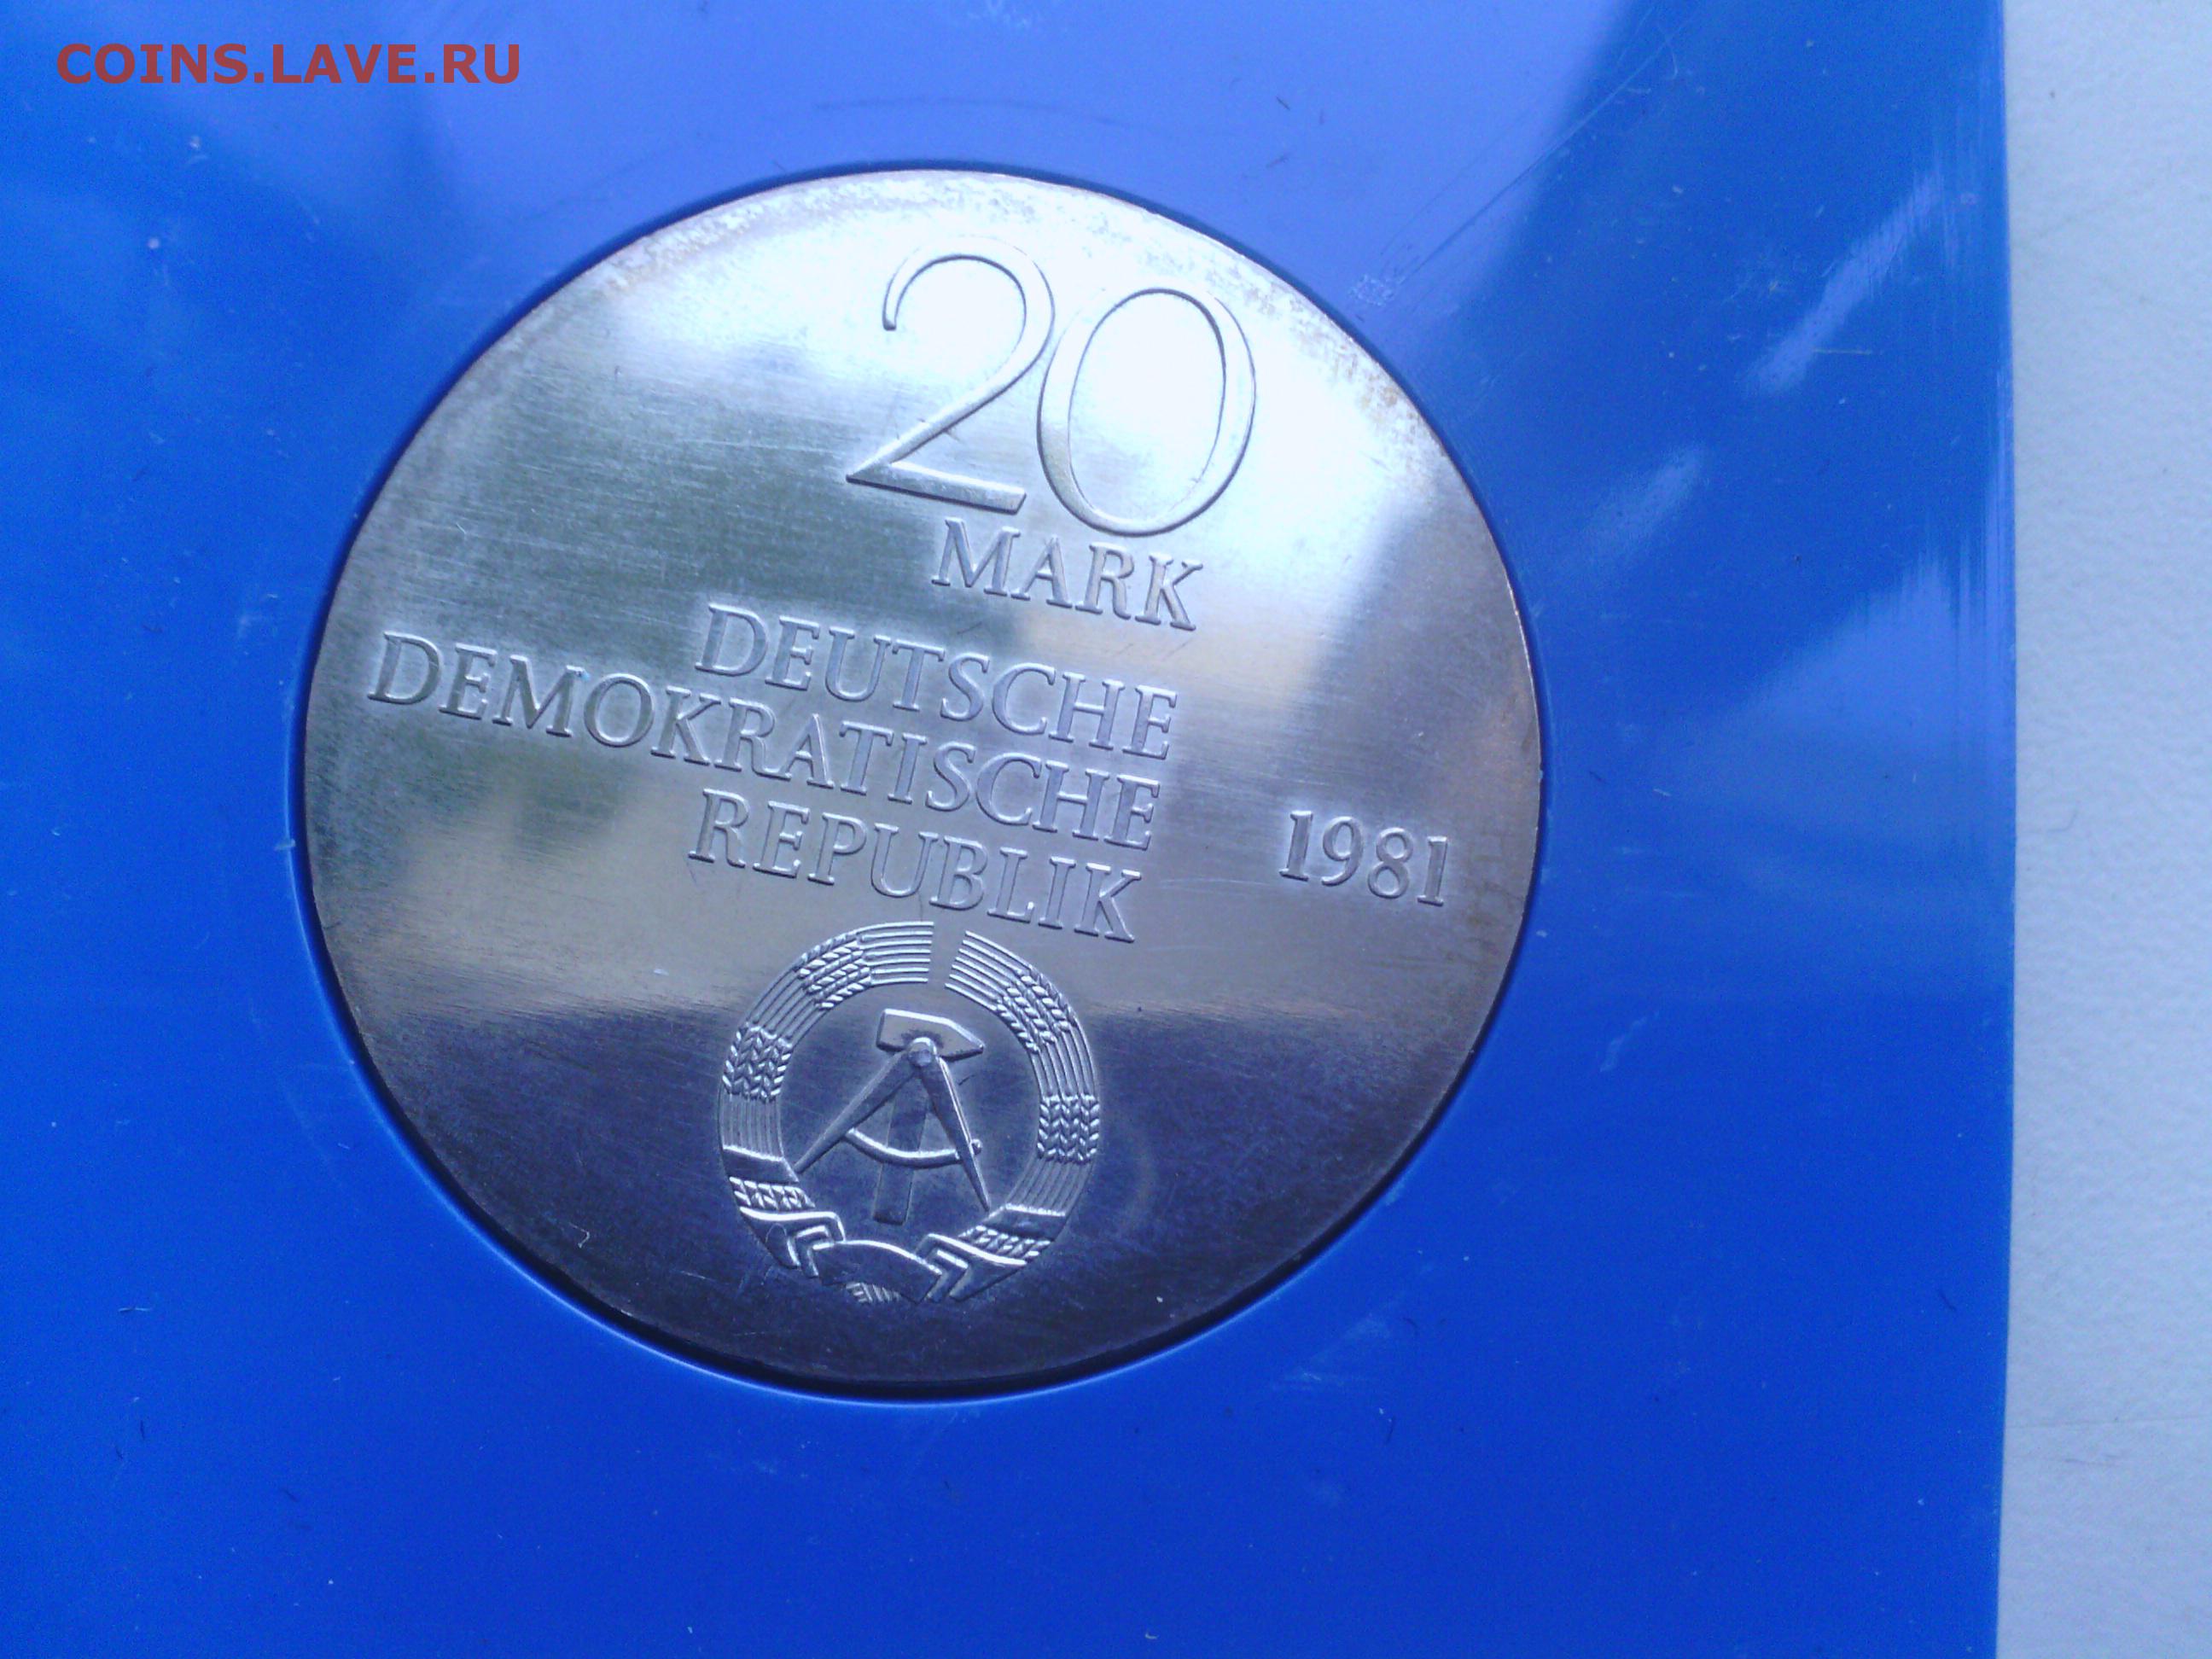 COINS.LAVE.RU
20
MARK
DEUTSCHE
DEMOKRATISCHE
REPUBLIK
1981